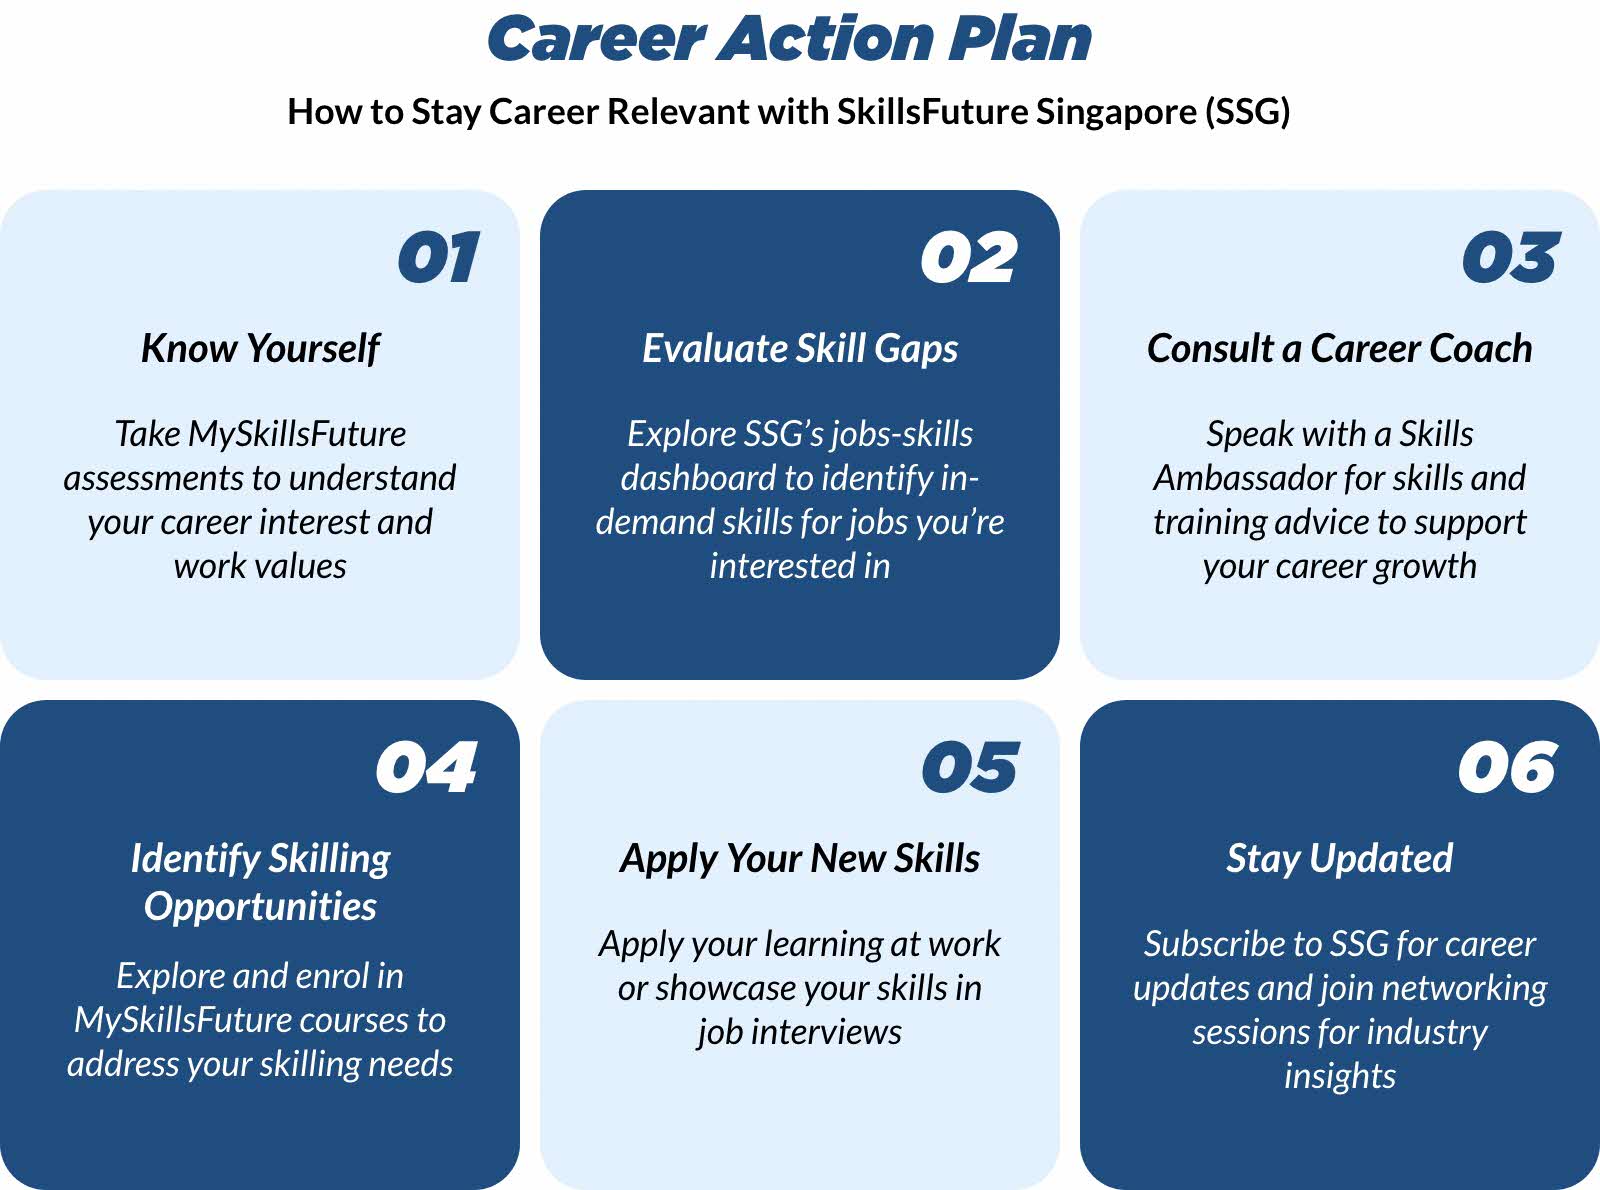 Career Action Plan
How to Stay Career Relevant with SkillsFuture Singapore (SSG)
01
Know Yourself
Take MySkillsFuture
assessments to understand
your career interest and
work values
02
Evaluate Skill Gaps
Explore SSG’s jobs-skills
dashboard to identify in-
demand skills for jobs you’re
interested in
03
Consult a Career Coach
Speak with a Skills
Ambassador for skills and
training advice to support
your career growth
04
Identify Skilling
Opportunities
Explore and enrol in
MySkillsFuture courses to
address your skilling needs
05
Apply Your New Skills
Apply your learning at work
or showcase your skills in
job interviews
06
Stay Updated
Subscribe to SSG for career
updates and join networking
sessions for industry
insights